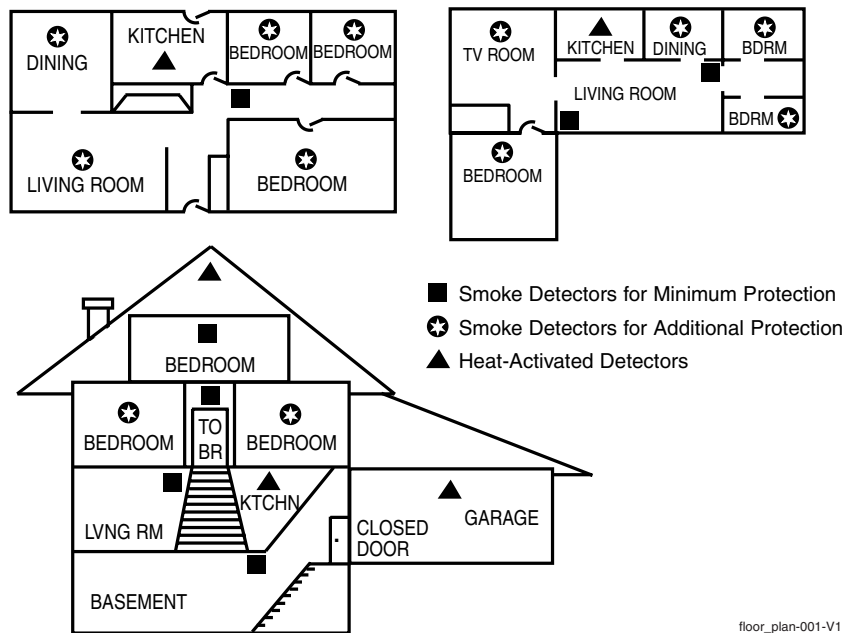 DINING
KITCHEN
BEDROOM
BEDROOM
LIVING ROOM
BEDROOM
TV ROOM
KITCHEN
DINING
BDRM
LIVING ROOM
BDRM
BEDROOM
Smoke Detectors for Minimum Protection
Smoke Detectors for Additional Protection
Heat-Activated Detectors
BEDROOM
BEDROOM
TO
BR
BEDROOM
LVNG RM
KTCHN
CLOSED
DOOR
GARAGE
BASEMENT
floor_plan-001-V1